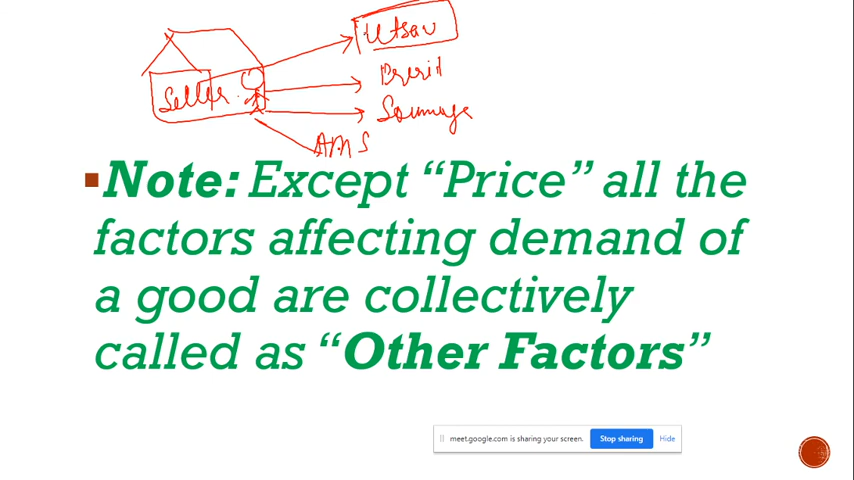 Utsav
Seller
AMS
Note: Except “Price” all the
factors affecting demand of
a good are collectively
called as “Other Factors”
meet.google.com is sharing your screen. Stop sharing Hide